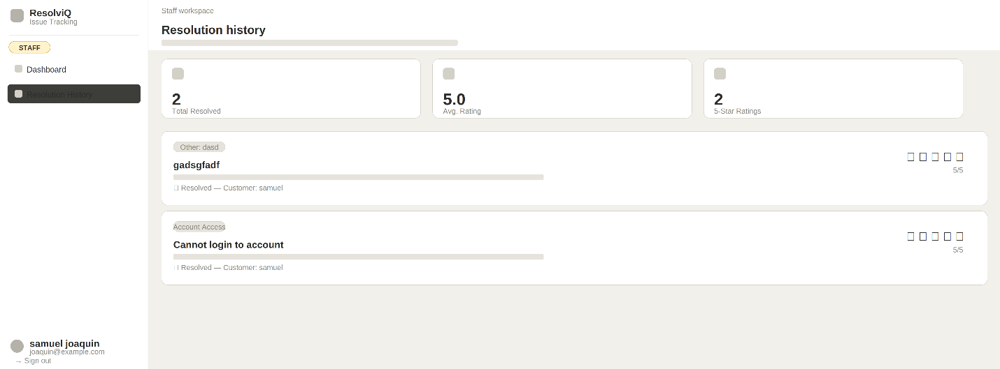 ResolviQ
Issue Tracking
STAFF
Dashboard
Resolution History
samuel joaquin
joaquin@example.com
→ Sign out
Staff workspace
Resolution history
2
Total Resolved
5.0
Avg. Rating
2
5-Star Ratings
Other: dasd
gadsgfadf
Resolved — Customer: samuel
5/5
Account Access
Cannot login to account
Resolved — Customer: samuel
5/5